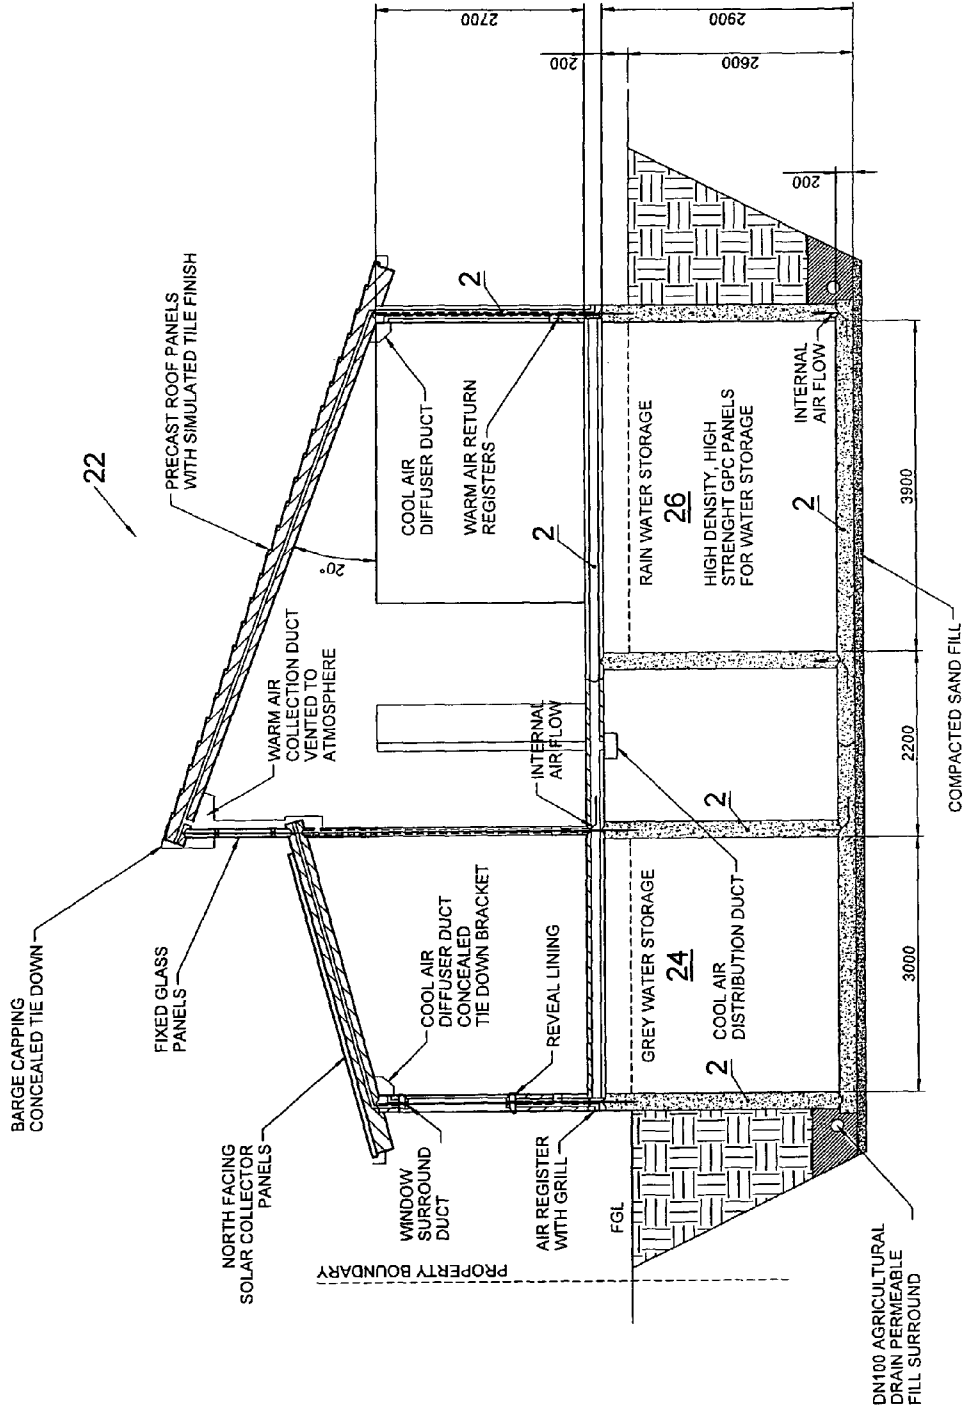 22
BARGE CAPPING
CONCEALED TIE DOWN
PRECAST ROOF PANELS
WITH SIMULATED TILE FINISH
FIXED GLASS
PANELS
WARM AIR
COLLECTION DUCT
VENTED TO
ATMOSPHERE
20°
NORTH FACING
SOLAR COLLECTOR
PANELS
WINDOW
SURROUND
DUCT
COOL AIR
DIFFUSER DUCT
CONCEALED
TIE DOWN BRACKET
COOL AIR
DIFFUSER DUCT
2
2700
PROPERTY BOUNDARY
REVEAL LINING
WARM AIR RETURN
REGISTERS
AIR REGISTER
WITH GRILL
INTERNAL
AIR FLOW
2
200
FGL
GREY WATER STORAGE
24
RAIN WATER STORAGE
26
2900
2600
COOL AIR
DISTRIBUTION DUCT
HIGH DENSITY, HIGH
STRENGHT GPC PANELS
FOR WATER STORAGE
2
2
INTERNAL
AIR FLOW
200
2
3000
2200
3900
DN100 AGRICULTURAL
DRAIN PERMEABLE
FILL SURROUND
COMPACTED SAND FILL